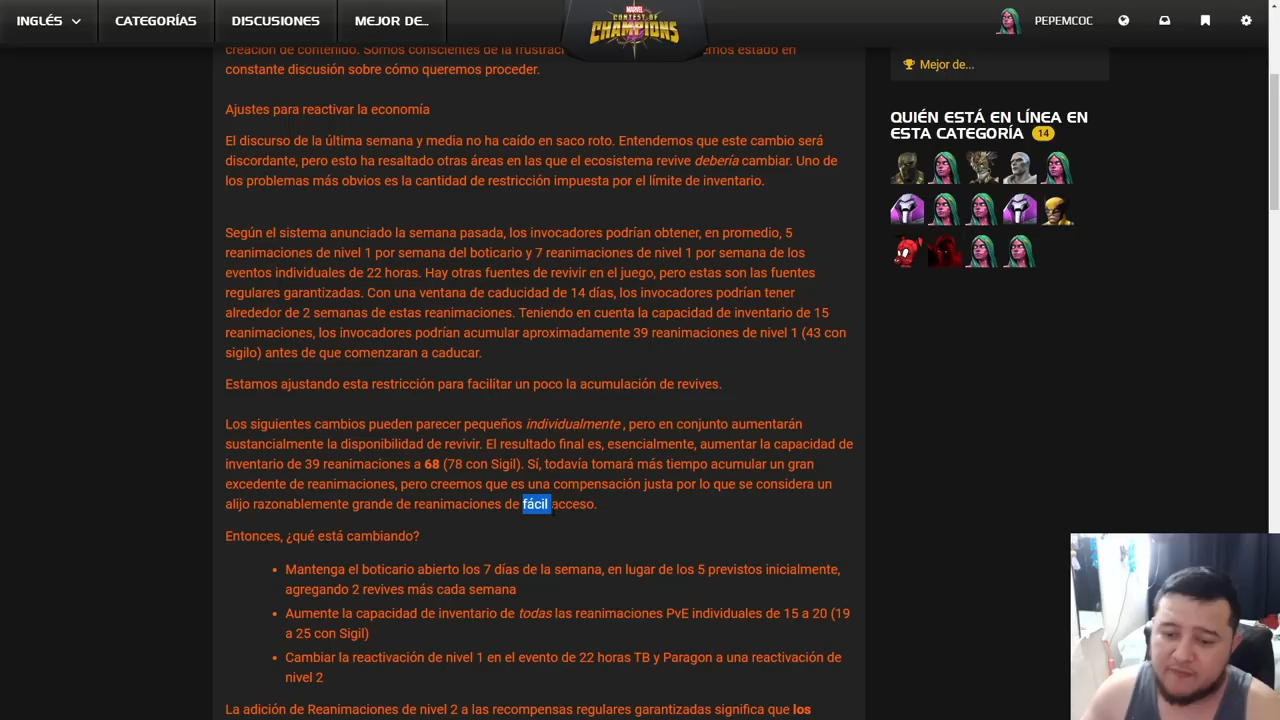 INGLÉS
CATEGORÍAS
DISCUSIONES
MEJOR DE...
MARVEL
CONTEST OF
CHAMPIONS
PEPEMCOC
creación de contenido. Somos conscientes de la frustrac emos estado en
constante discusión sobre cómo queremos proceder.
Ajustes para reactivar la economía
El discurso de la última semana y media no ha caído en saco roto. Entendemos que este cambio será
discordante, pero esto ha resaltado otras áreas en las que el ecosistema revive debería cambiar. Uno de
los problemas más obvios es la cantidad de restricción impuesta por el límite de inventario.
Según el sistema anunciado la semana pasada, los invocadores podrían obtener, en promedio, 5
reanimaciones de nivel 1 por semana del boticario y 7 reanimaciones de nivel 1 por semana de los
eventos individuales de 22 horas. Hay otras fuentes de revivir en el juego, pero estas son las fuentes
regulares garantizadas. Con una ventana de caducidad de 14 días, los invocadores podrían tener
alrededor de 2 semanas de estas reanimaciones. Teniendo en cuenta la capacidad de inventario de 15
reanimaciones, los invocadores podrían acumular aproximadamente 39 reanimaciones de nivel 1 (43 con
sigilo) antes de que comenzaran a caducar.
Estamos ajustando esta restricción para facilitar un poco la acumulación de revives.
Los siguientes cambios pueden parecer pequeños individualmente , pero en conjunto aumentarán
sustancialmente la disponibilidad de revivir. El resultado final es, esencialmente, aumentar la capacidad de
inventario de 39 reanimaciones a 68 (78 con Sigil). Sí, todavía tomará más tiempo acumular un gran
excedente de reanimaciones, pero creemos que es una compensación justa por lo que se considera un
alijo razonablemente grande de reanimaciones de fácil acceso.
Entonces, ¿qué está cambiando?
• Mantenga el boticario abierto los 7 días de la semana, en lugar de los 5 previstos inicialmente,
agregando 2 revives más cada semana
• Aumente la capacidad de inventario de todas las reanimaciones PvE individuales de 15 a 20 (19
a 25 con Sigil)
• Cambiar la reactivación de nivel 1 en el evento de 22 horas TB y Paragon a una reactivación de
nivel 2
La adición de Reanimaciones de nivel 2 a las recompensas regulares garantizadas significa que los
Mejor de...
QUIÉN ESTÁ EN LÍNEA EN
ESTA CATEGORÍA 14